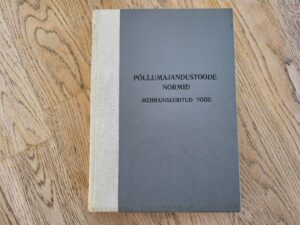 PÕLLUMAJANDUSTÖÖDE
NORMID
MEHHANISEERITUD TÖÖD